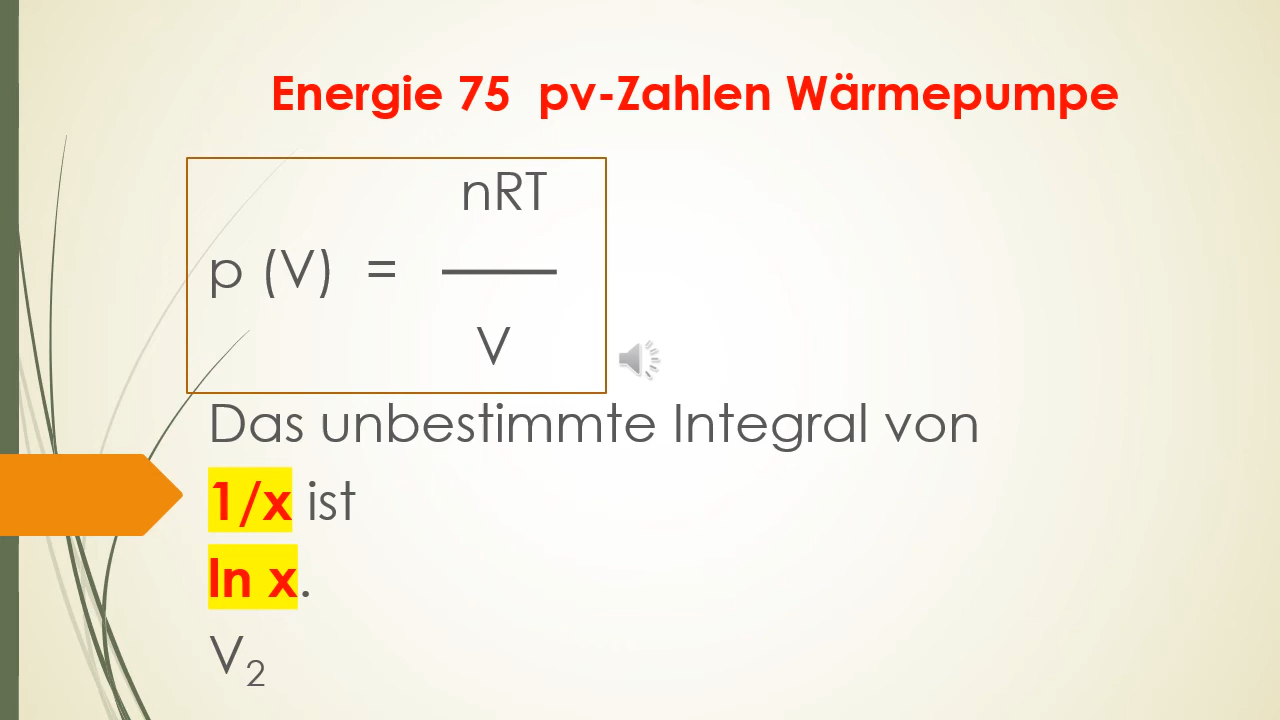 Energie 75 pv-Zahlen Wärmepumpe
nRT
p (V) =
V
Das unbestimmte Integral von
1/x ist
ln x.
V₂